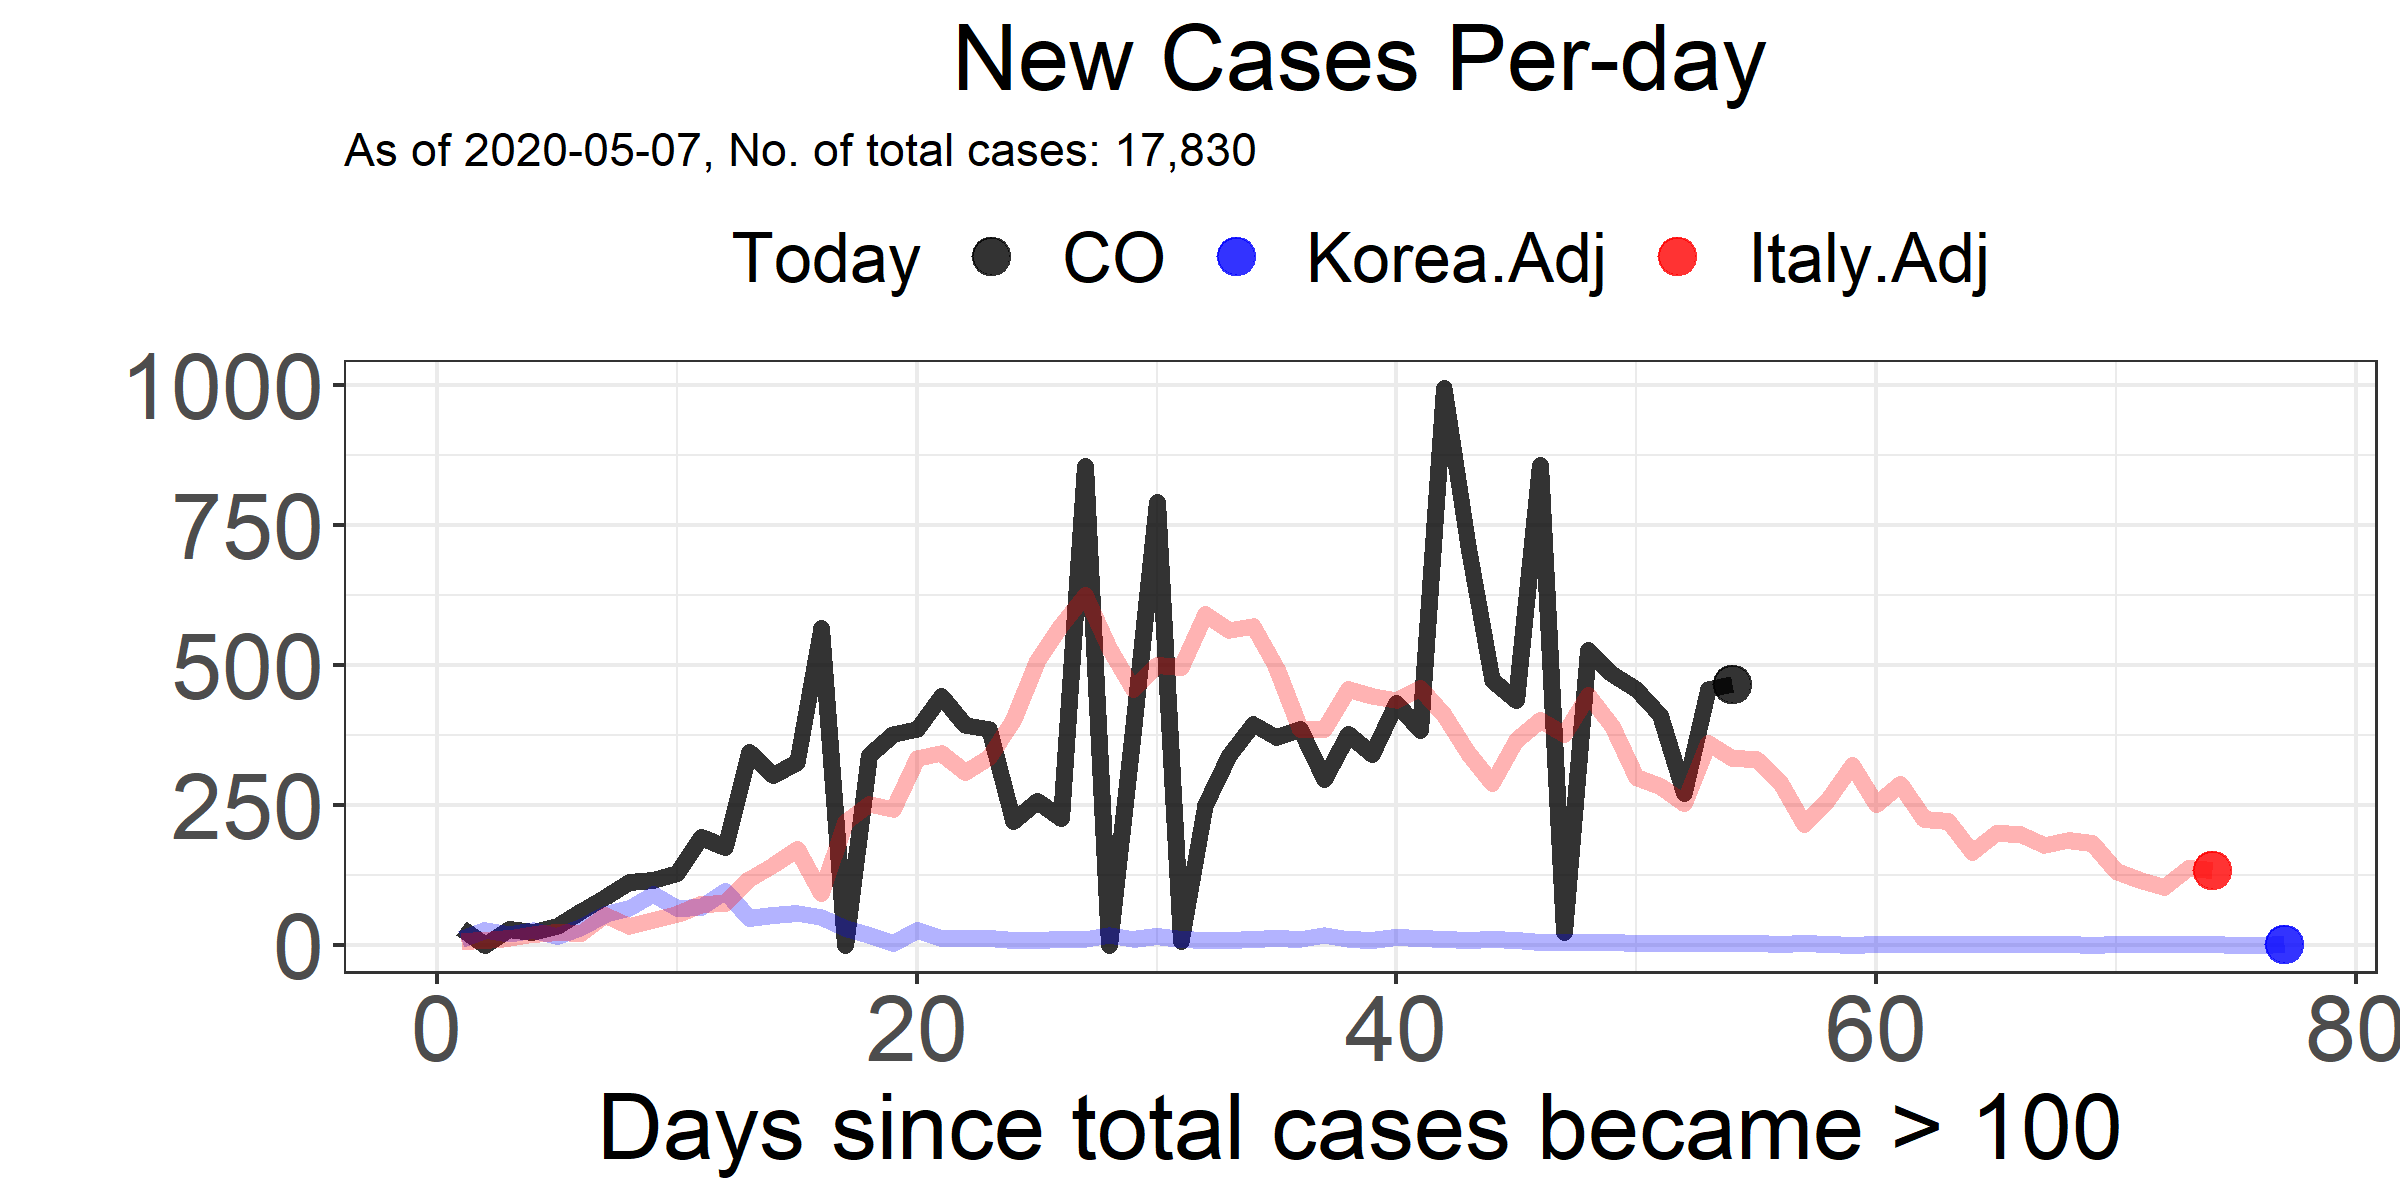 New Cases Per-day
As of 2020-05-07, No. of total cases: 17,830
Today CO Korea.Adj Italy.Adj
1000
750
500
250
0
0 20 40 60 80
Days since total cases became > 100